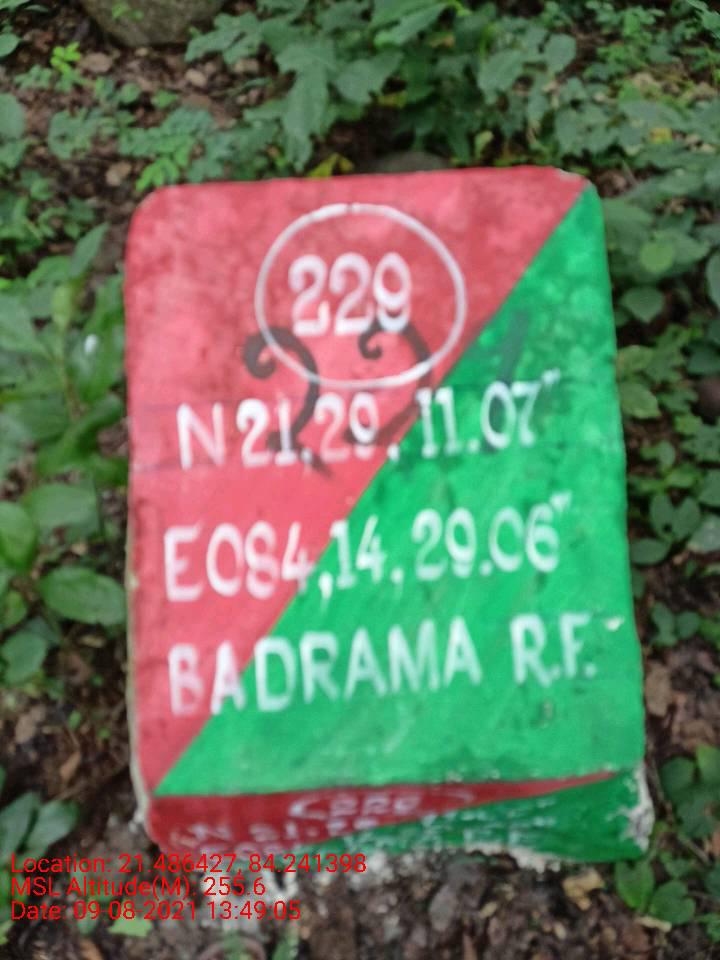 229
N 21,29,11.07"
E084,14,29.06"
BADRAMA R.F.
Location: 21.486427, 84.241398
MSL Altitude(M): 255.6
Date: 09-08-2021 13:49:05